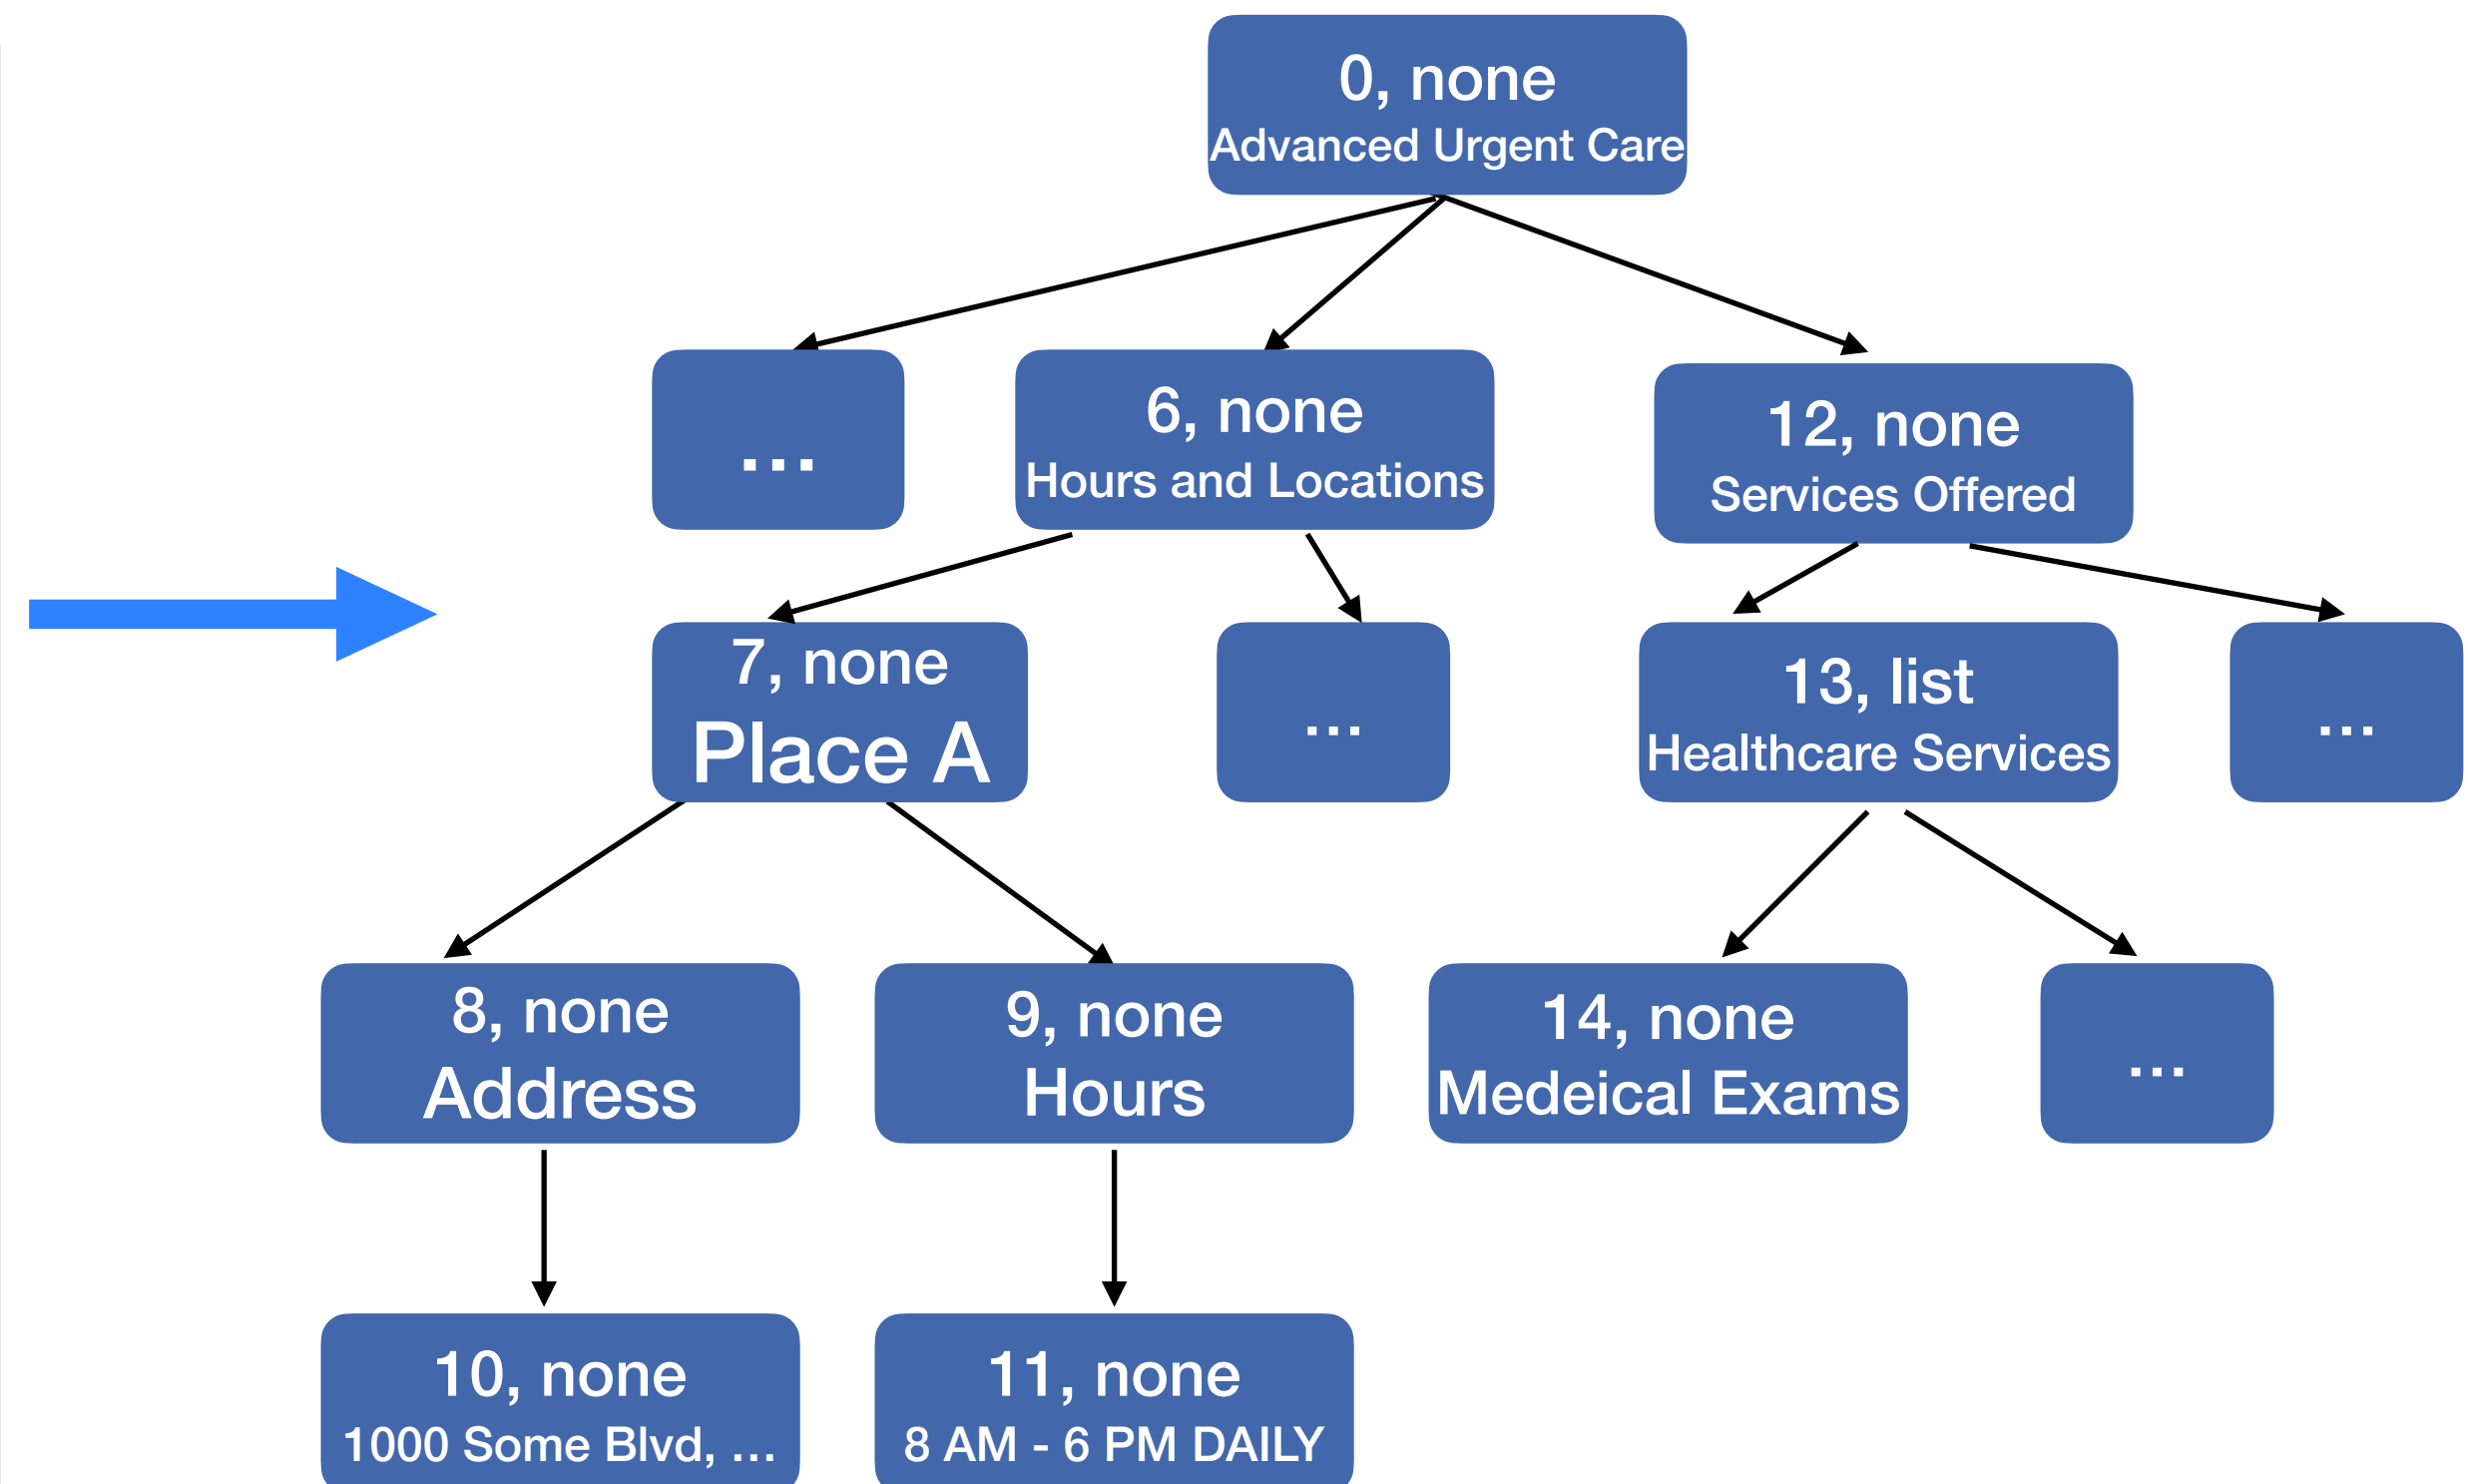 0, none
Advanced Urgent Care
...
6, none
Hours and Locations
12, none
Services Offered
7, none
Place A
...
13, list
Healthcare Services
...
8, none
Address
9, none
Hours
14, none
Medeical Exams
...
10, none
1000 Some Blvd, ...
11, none
8 AM - 6 PM DAILY